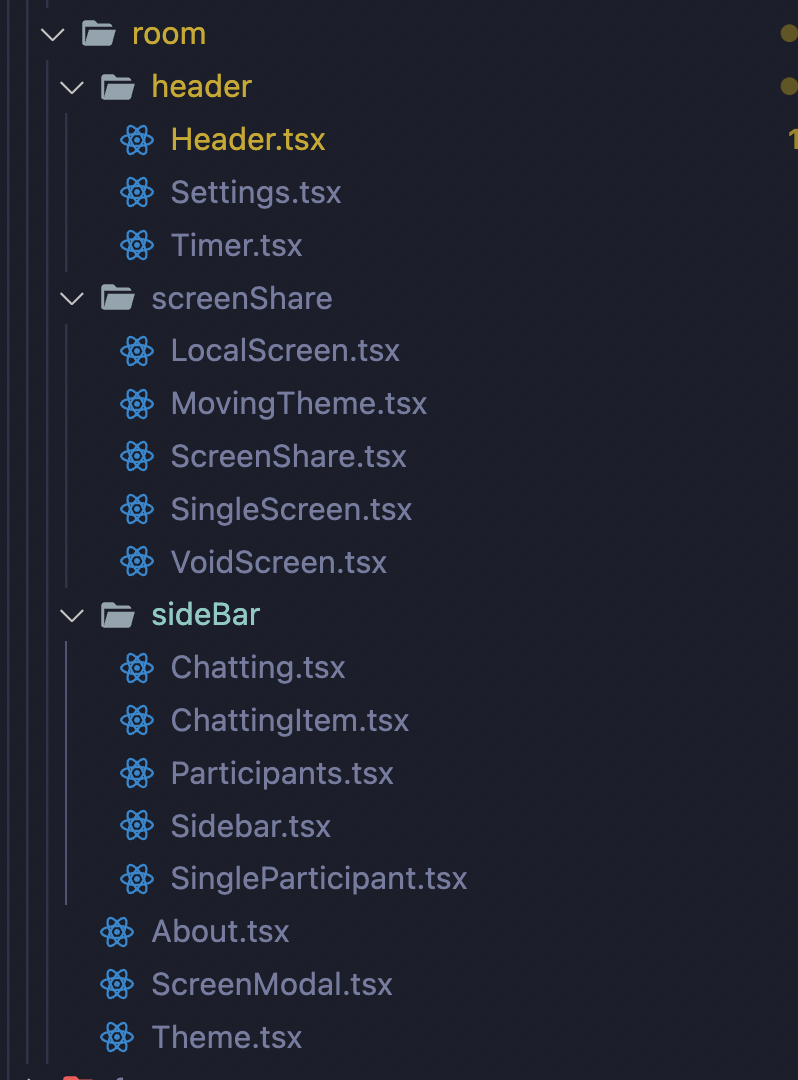 room
header
Header.tsx
1
Settings.tsx
Timer.tsx
screenShare
LocalScreen.tsx
MovingTheme.tsx
ScreenShare.tsx
SingleScreen.tsx
VoidScreen.tsx
sideBar
Chatting.tsx
ChattingItem.tsx
Participants.tsx
Sidebar.tsx
SingleParticipant.tsx
About.tsx
ScreenModal.tsx
Theme.tsx